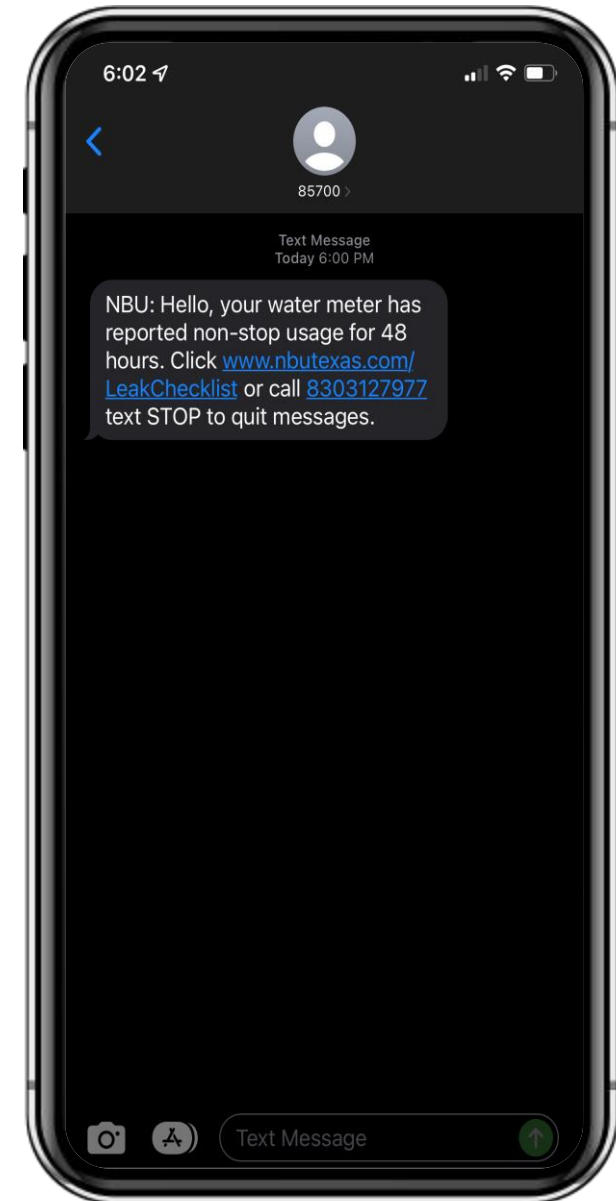 6:02
85700 >
Text Message
Today 6:00 PM
NBU: Hello, your water meter has
reported non-stop usage for 48
hours. Click www.nbutexas.com/
LeakChecklist or call 8303127977
text STOP to quit messages.
Text Message